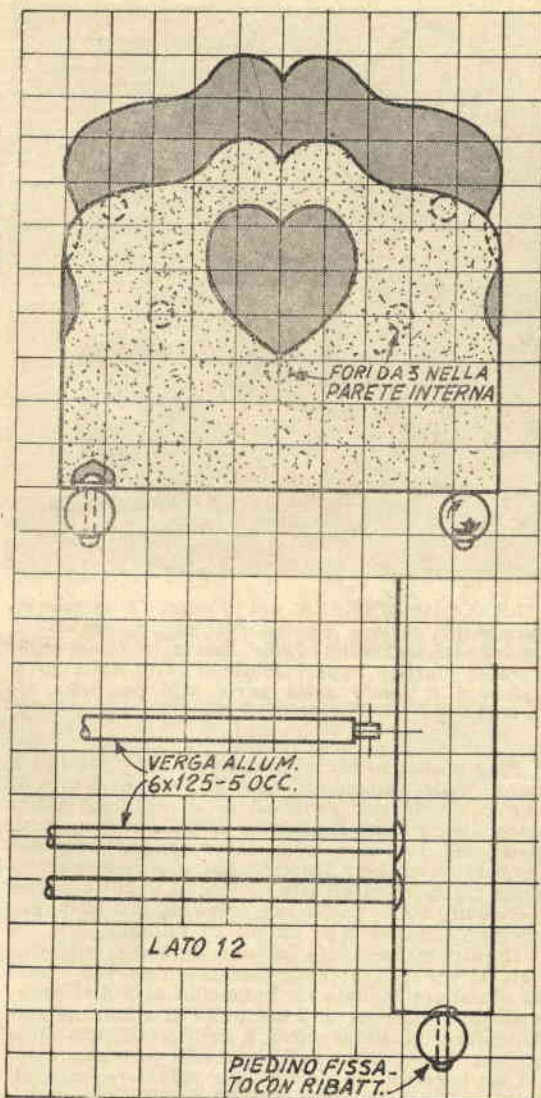 FORI DA 3 NELLA
PARETE INTERNA
VERGA ALLUM.
6x125-5 OCC.
LATO 12
PIEDINO FISSA-
TO CON RIBATT.